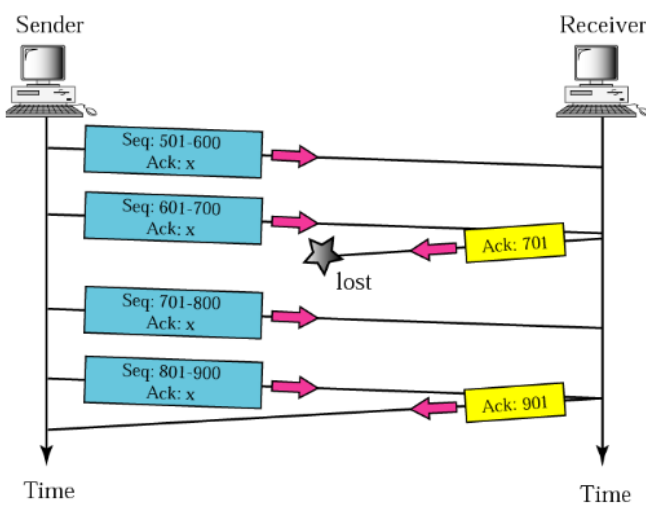 Sender
Receiver
Seq: 501-600
Ack: x
Seq: 601-700
Ack: x
Ack: 701
lost
Seq: 701-800
Ack: x
Seq: 801-900
Ack: x
Ack: 901
Time
Time